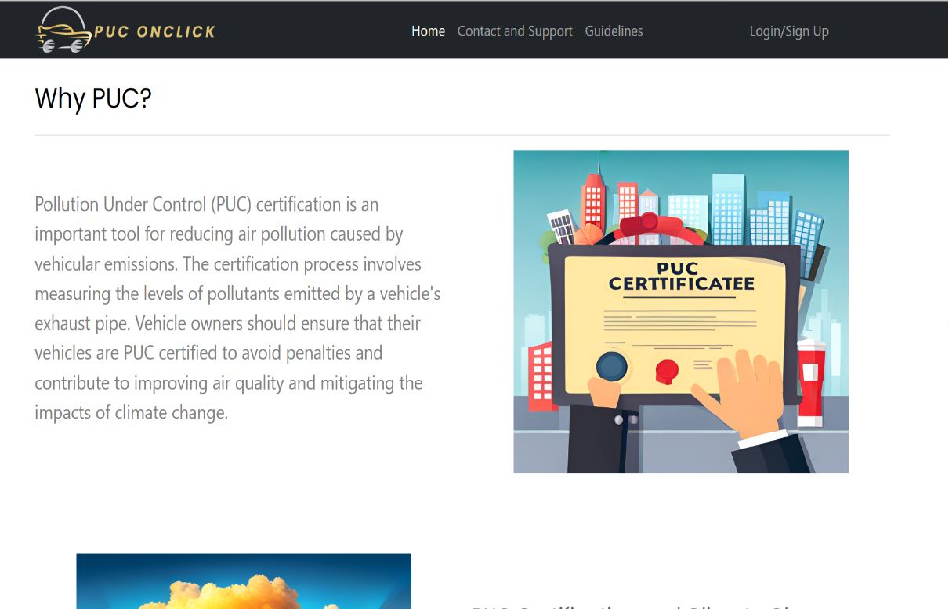 PUC ONCLICK
Home Contact and Support Guidelines Login/Sign Up
Why PUC?
Pollution Under Control (PUC) certification is an
important tool for reducing air pollution caused by
vehicular emissions. The certification process involves
measuring the levels of pollutants emitted by a vehicle's
exhaust pipe. Vehicle owners should ensure that their
vehicles are PUC certified to avoid penalties and
contribute to improving air quality and mitigating the
impacts of climate change.
PUC
CERTTIFICATEE